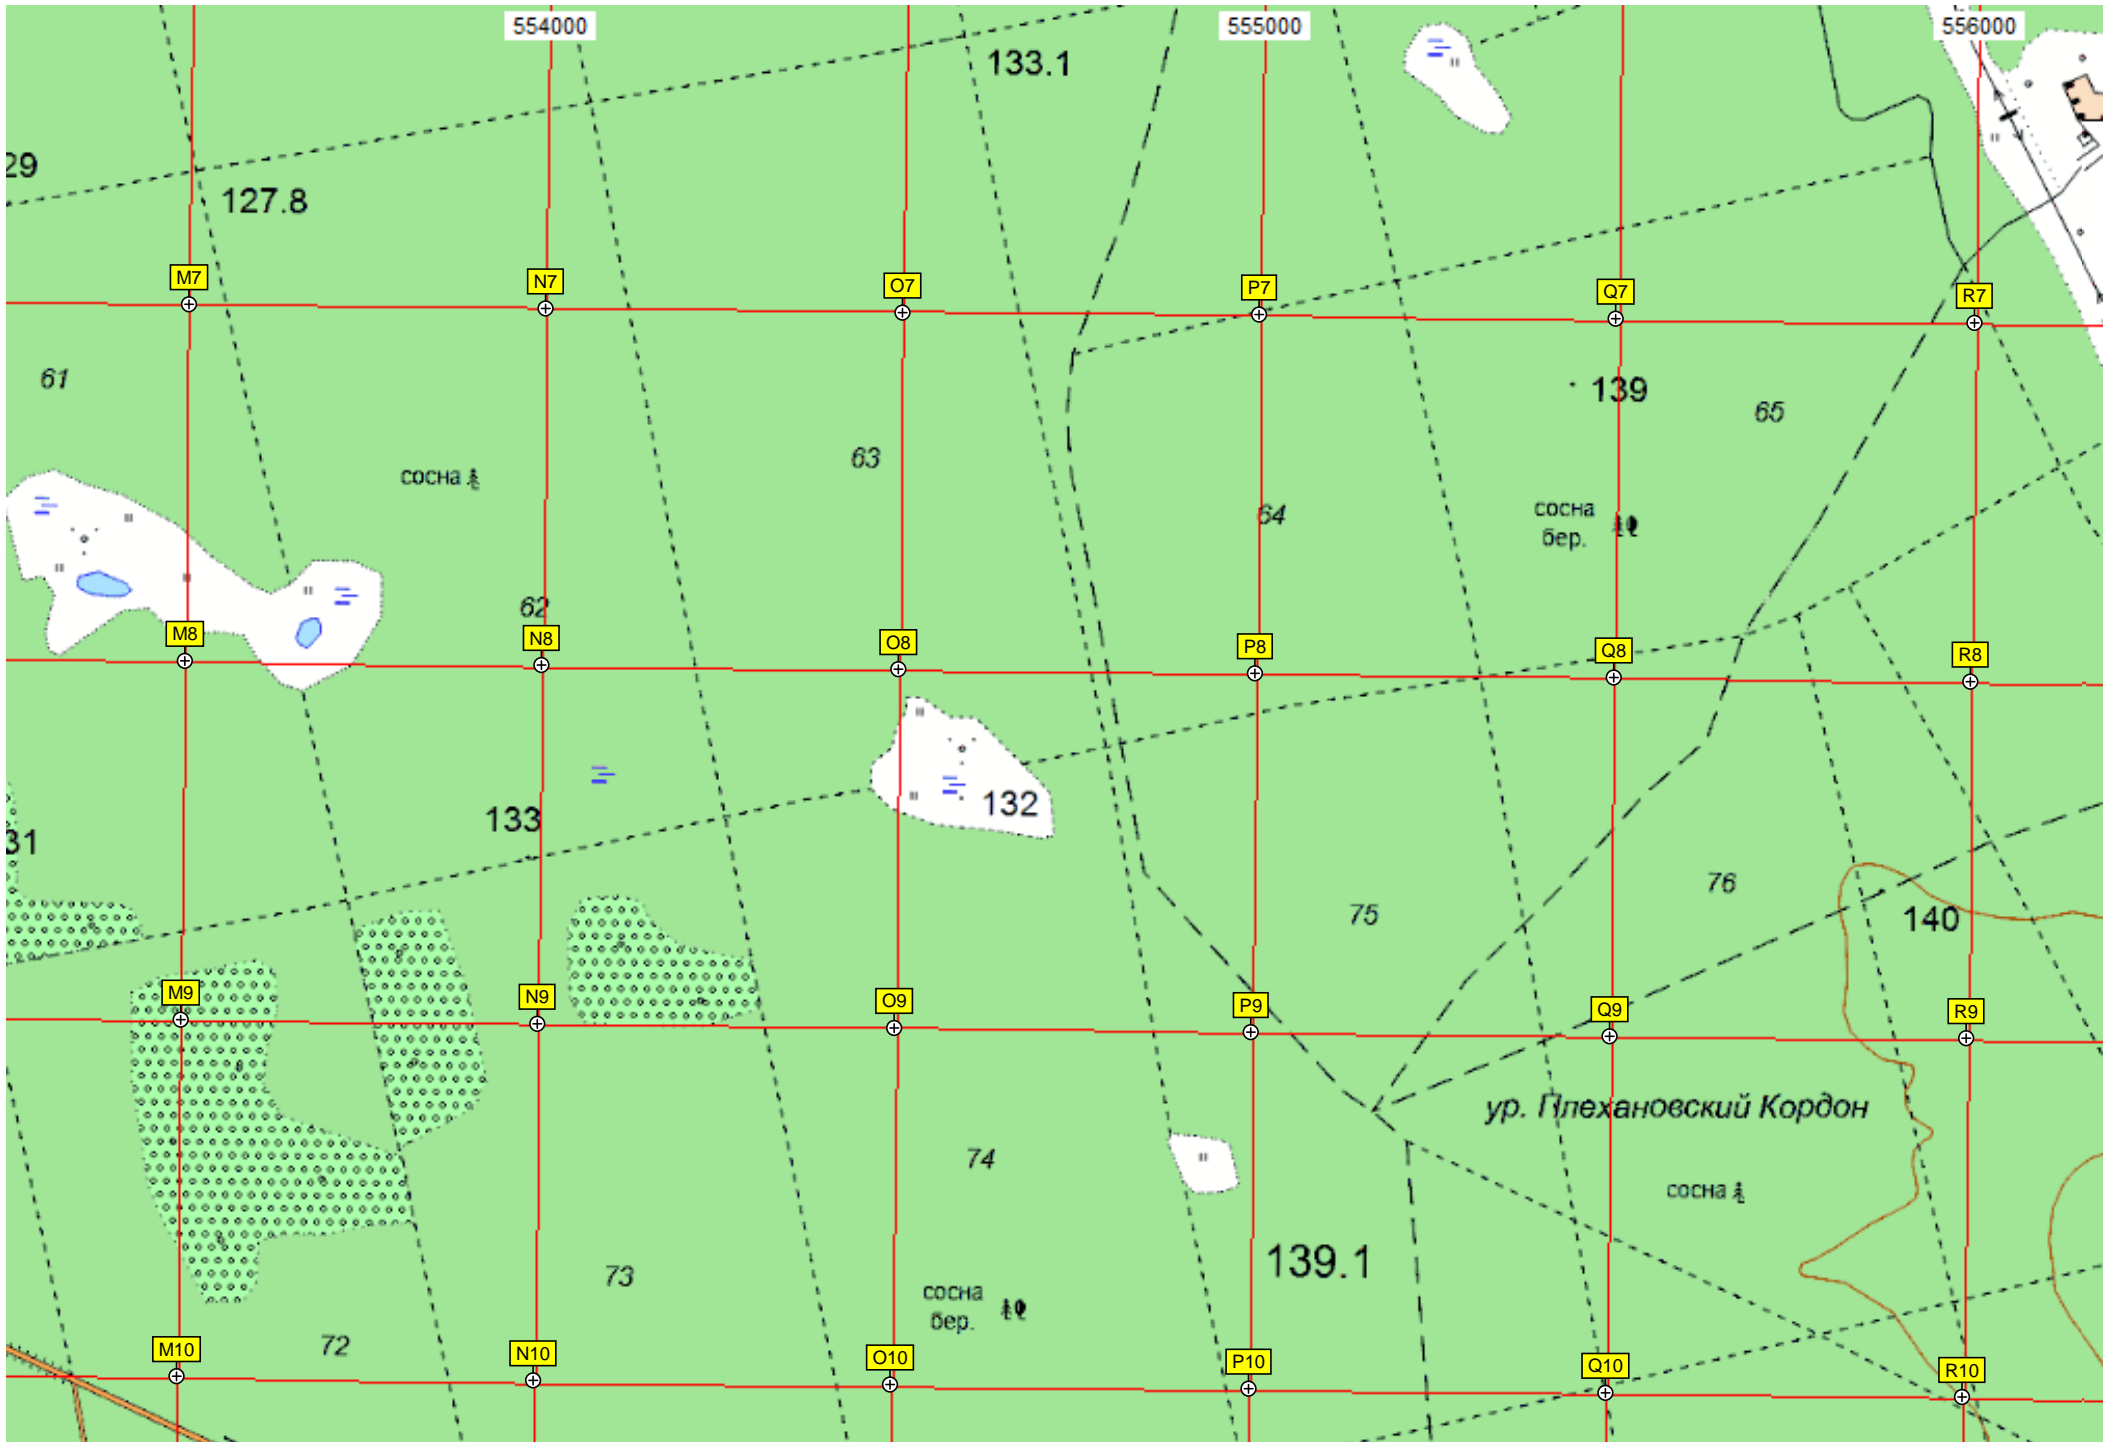 554000
555000
556000
133.1
29
127.8
M7
N7
O7
P7
Q7
R7
61
139
65
63
сосна
64
сосна
бер.
62
M8
N8
O8
P8
Q8
R8
132
133
31
76
75
140
M9
N9
O9
P9
Q9
R9
ур. Плехановский Кордон
74
сосна
139.1
73
сосна
бер.
72
M10
N10
O10
P10
Q10
R10